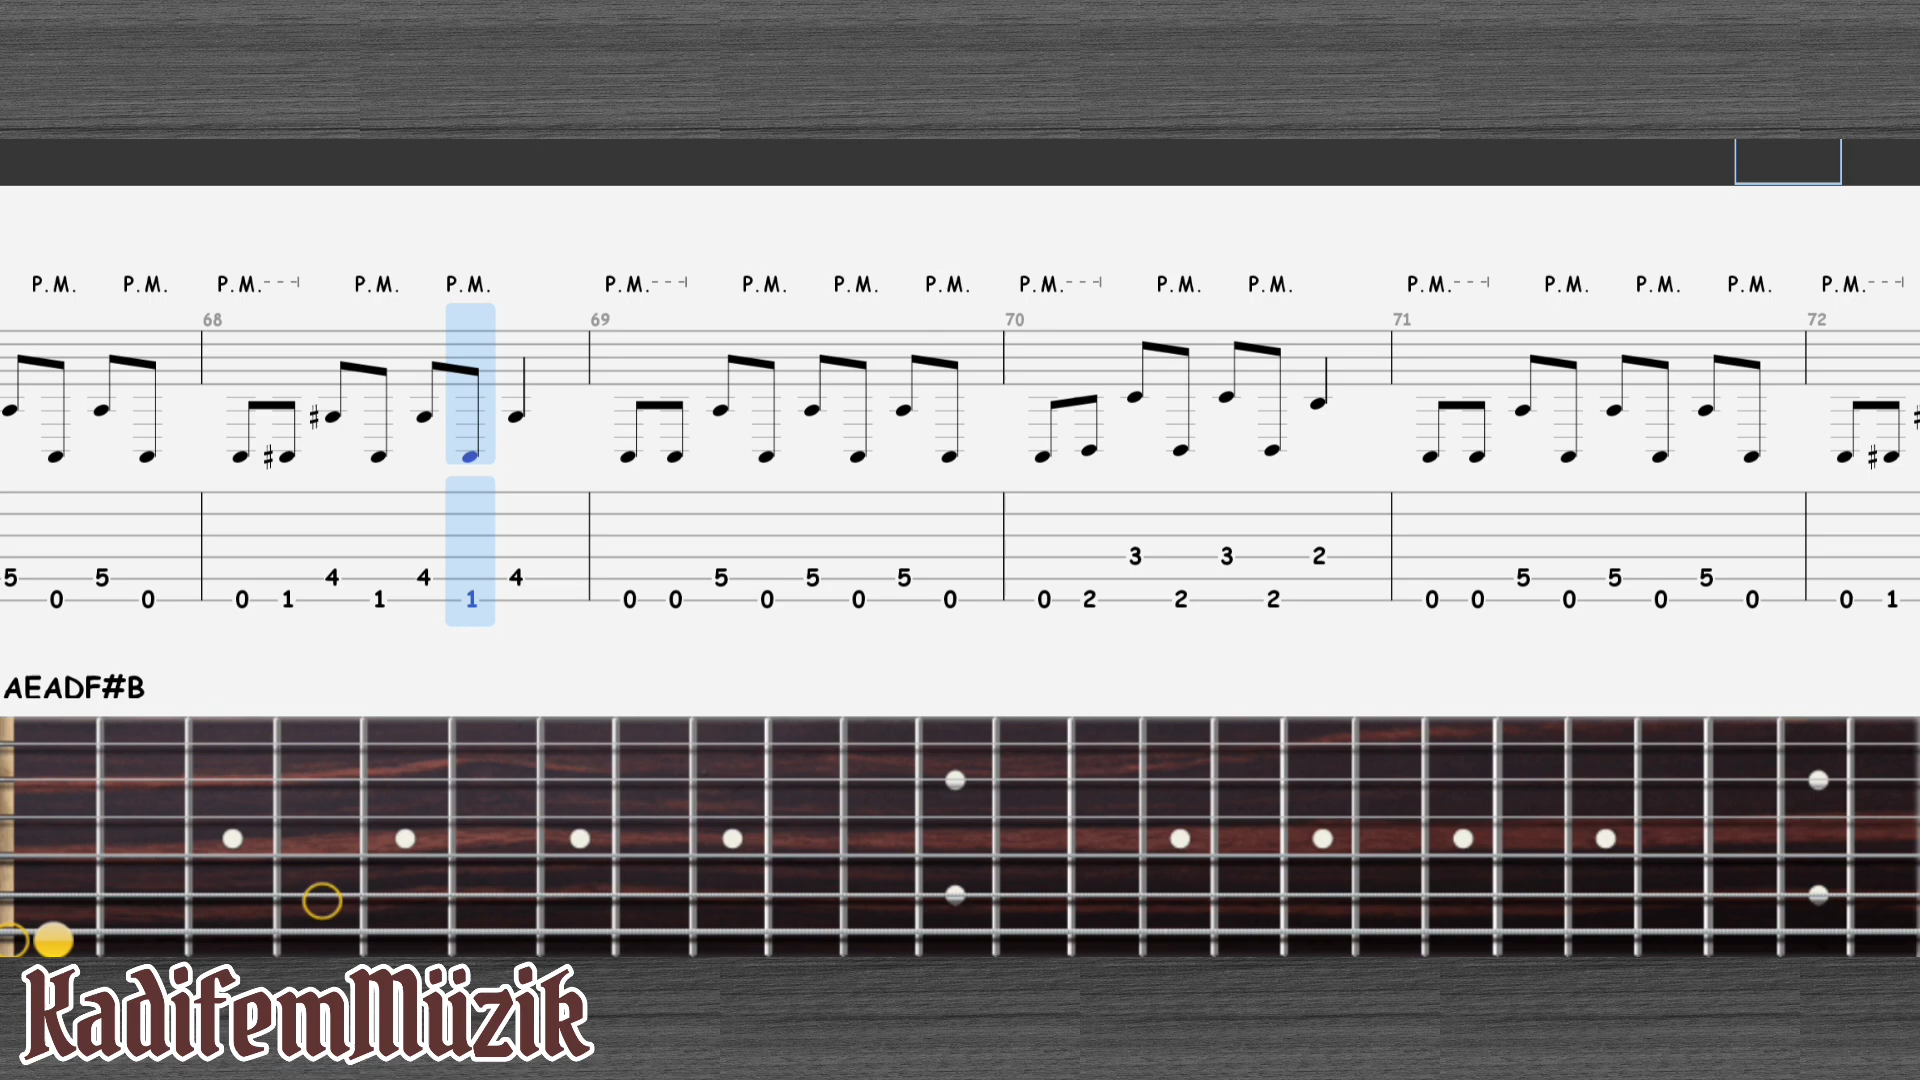 P.M. P.M. P.M.---⊣ P.M. P.M. P.M.---⊣ P.M. P.M. P.M. P.M.---⊣ P.M. P.M. P.M.---⊣ P.M. P.M. P.M. P.M.---⊣
68 69 70 71 72
3 3 2
5 5 4 4 4 5 5 5 5 5 5
0 0 0 1 1 1 0 0 0 0 0 0 2 2 2 0 0 0 0 0 0 1
AEADF#B
KadifemMüzik